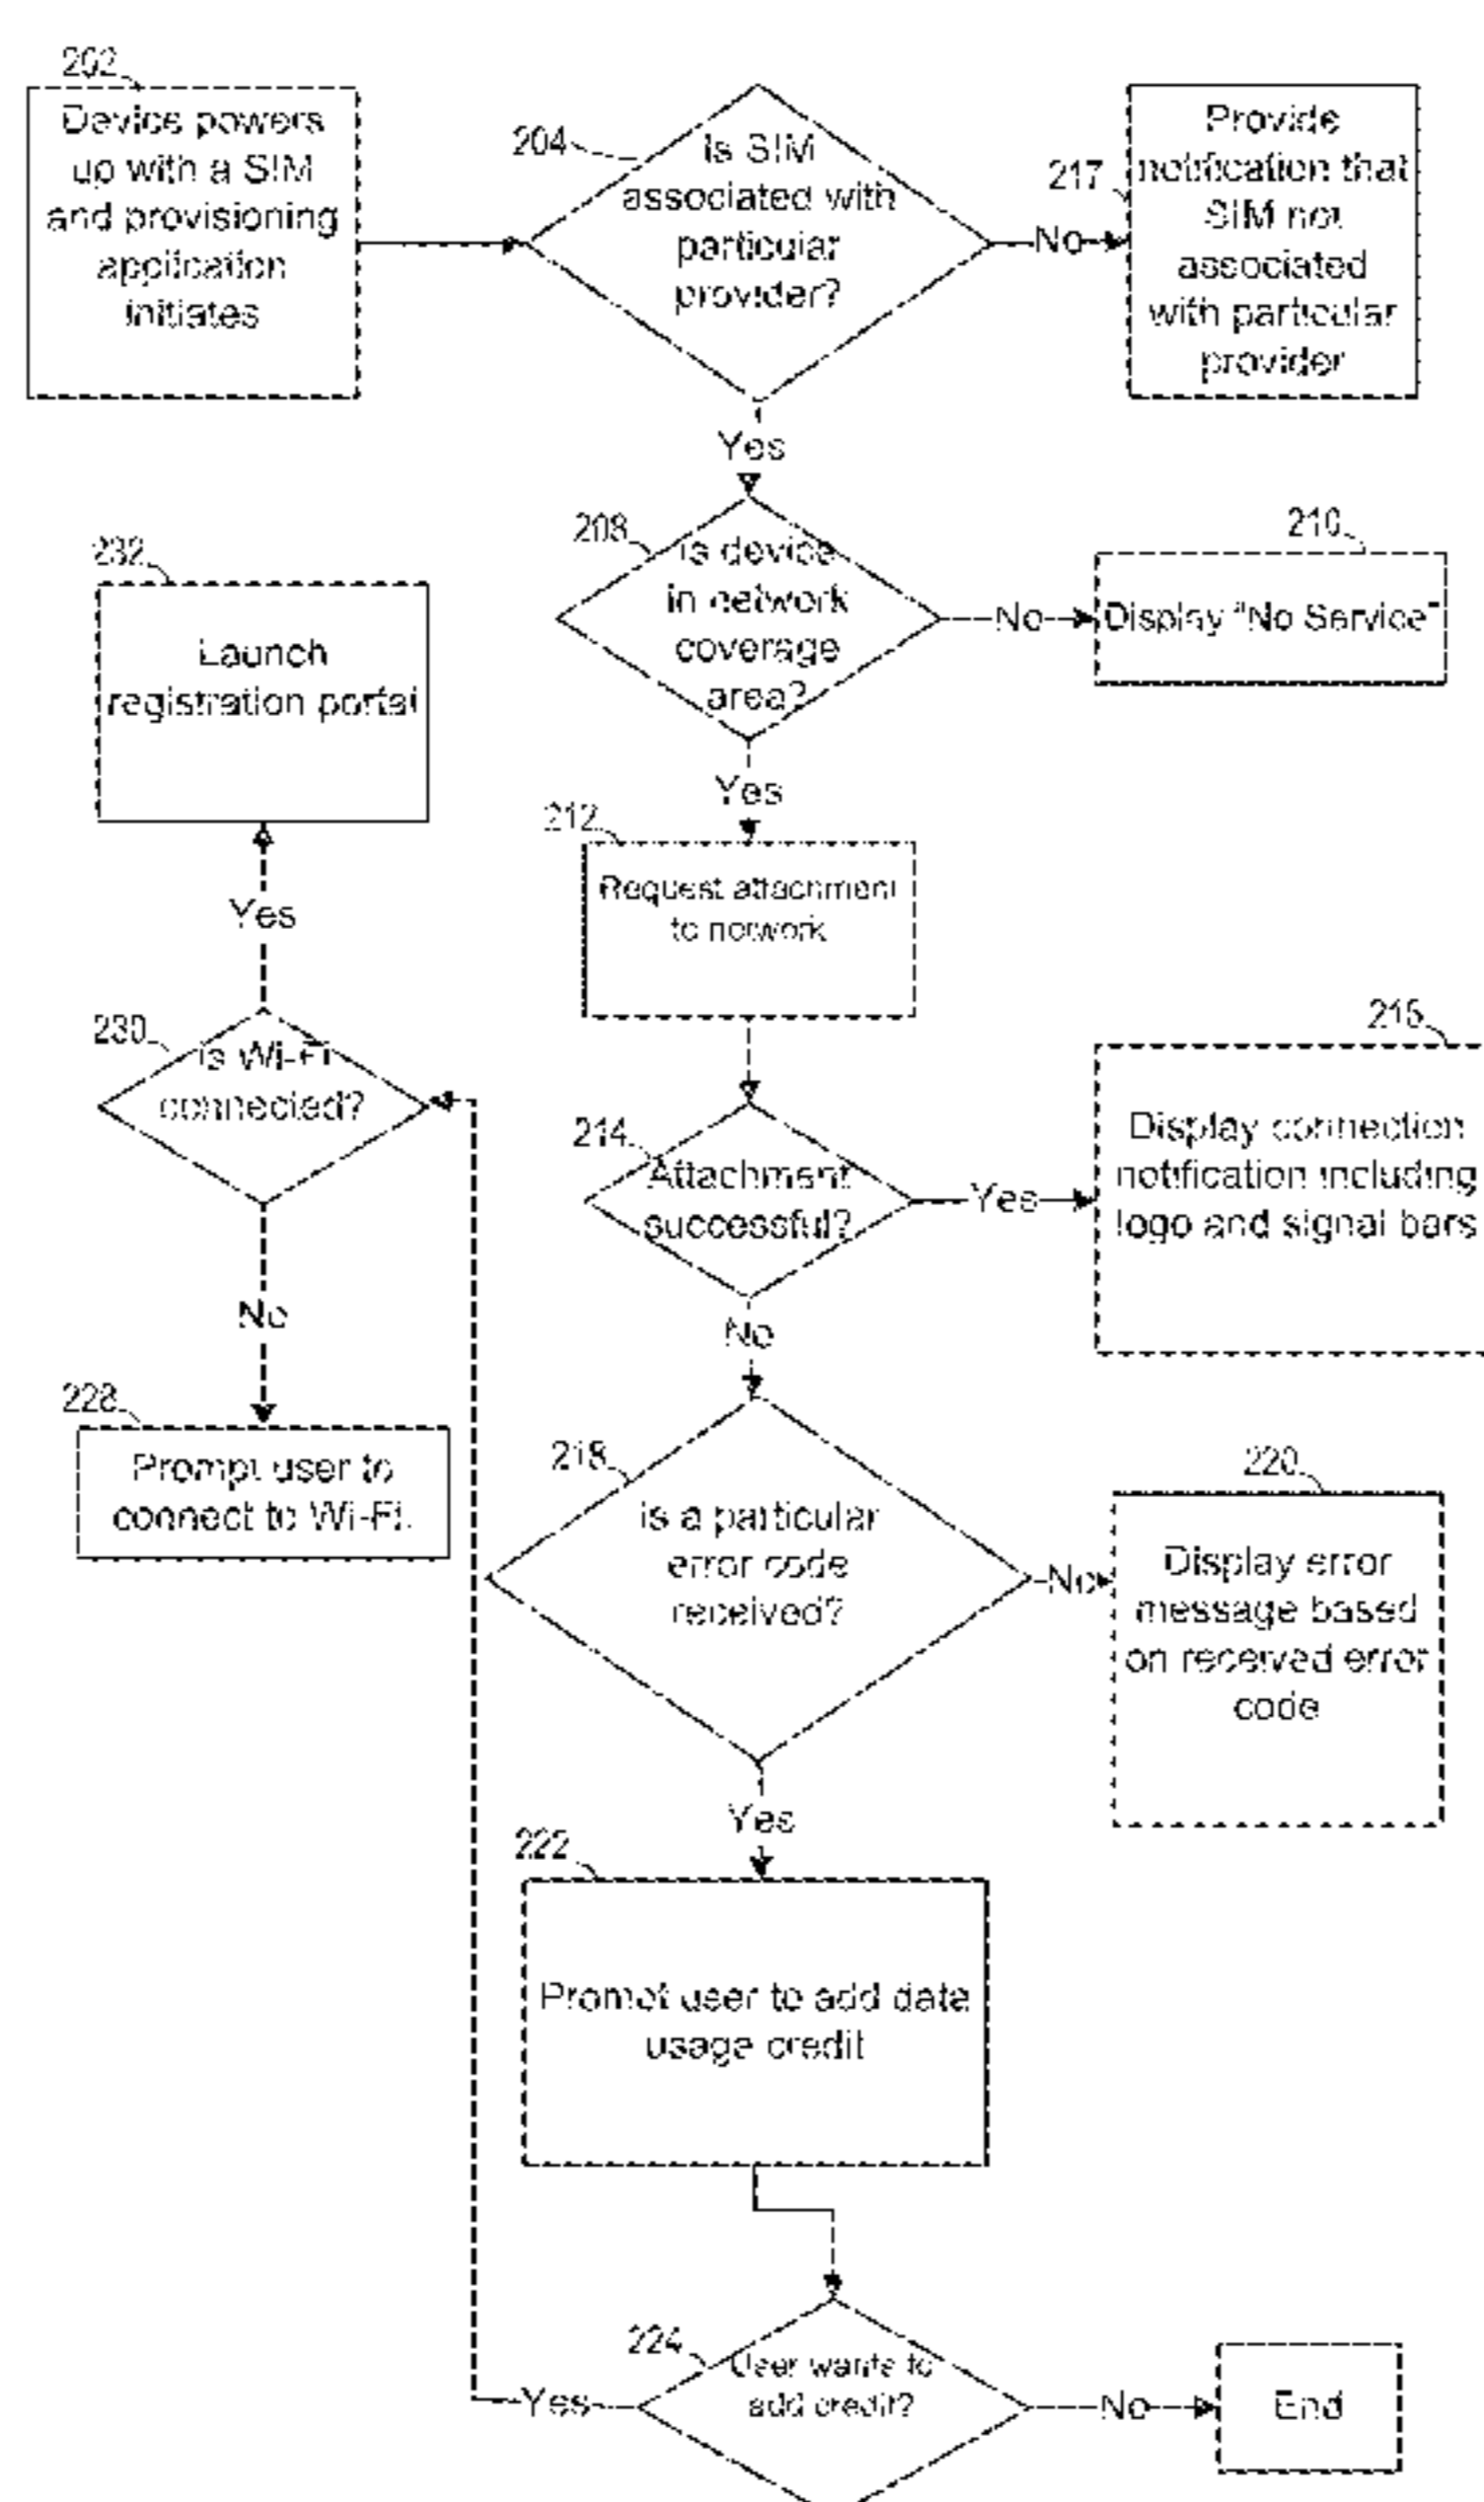 202
Device powers
up with a SIM
and provisioning
application
initiates
204
Is SIM
associated with
particular
provider?
No
217
Provide
notification that
SIM not
associated
with particular
provider
Yes
208
Is device
in network
coverage
area?
No
210
Display "No Service"
Yes
212
Request attachment
to network
214
Attachment
successful?
Yes
216
Display connection
notification including
logo and signal bars
No
218
is a particular
error code
received?
No
220
Display error
message based
on received error
code
Yes
222
Prompt user to add data
usage credit
224
User wants to
add credit?
No
End
Yes
230
is Wi-Fi
connected?
Yes
232
Launch
registration portal
No
228
Prompt user to
connect to Wi-Fi.